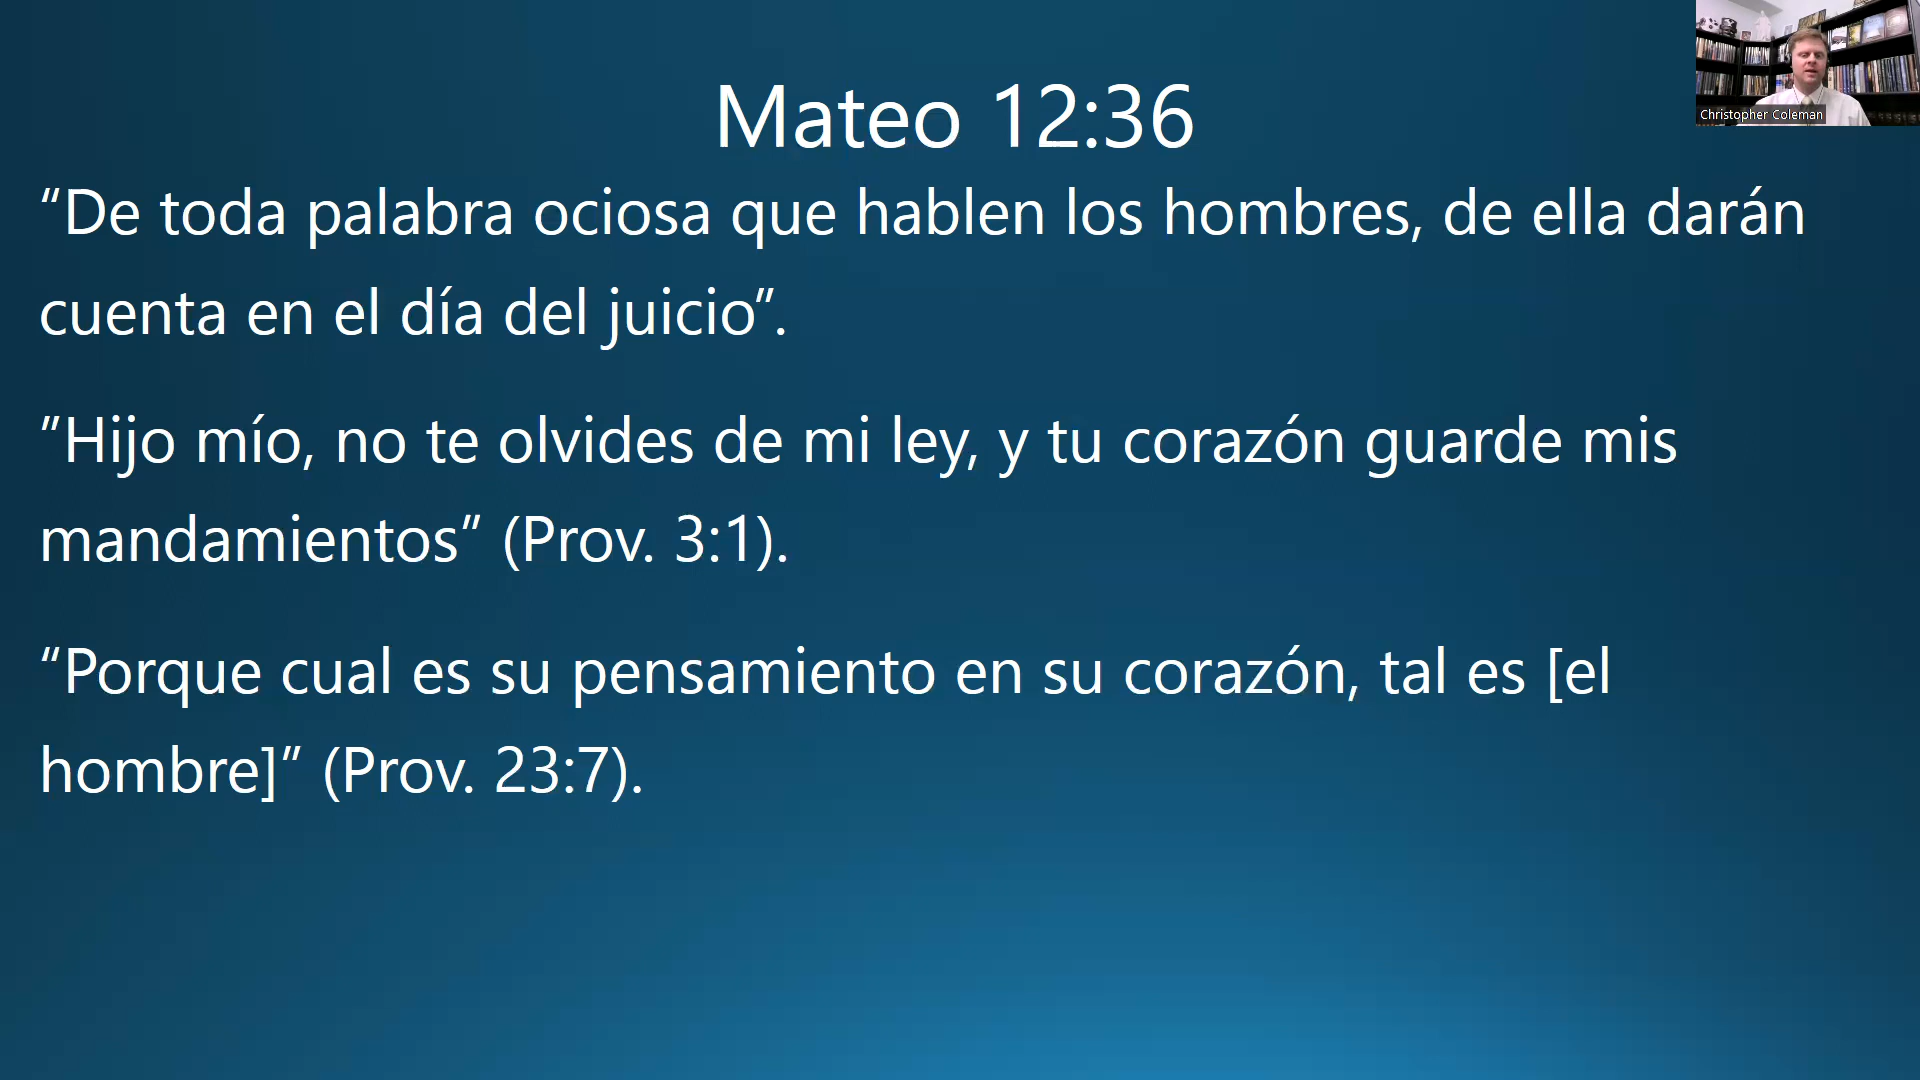 Mateo 12:36
“De toda palabra ociosa que hablen los hombres, de ella darán
cuenta en el día del juicio”.
”Hijo mío, no te olvides de mi ley, y tu corazón guarde mis
mandamientos” (Prov. 3:1).
“Porque cual es su pensamiento en su corazón, tal es [el
hombre]” (Prov. 23:7).
Christopher Coleman